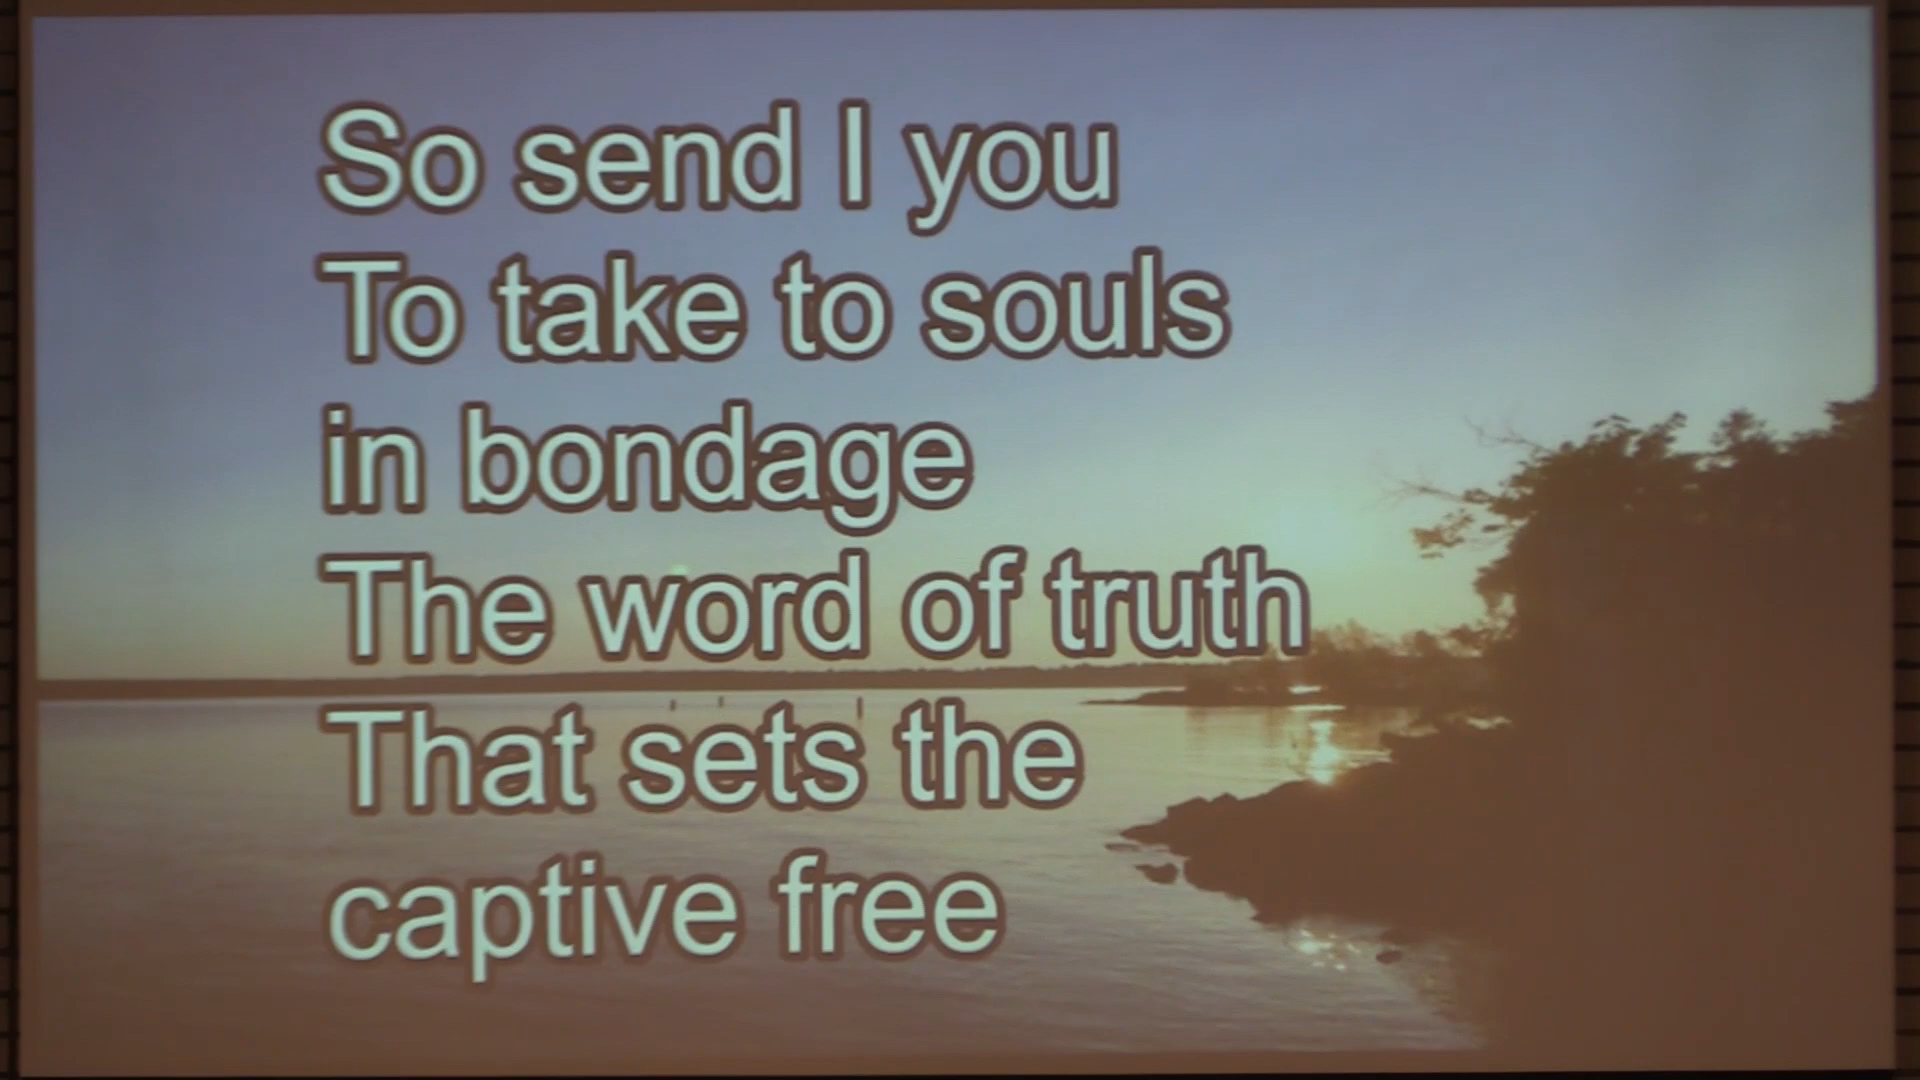 So send I you
To take to souls
in bondage
The word of truth
That sets the
captive free